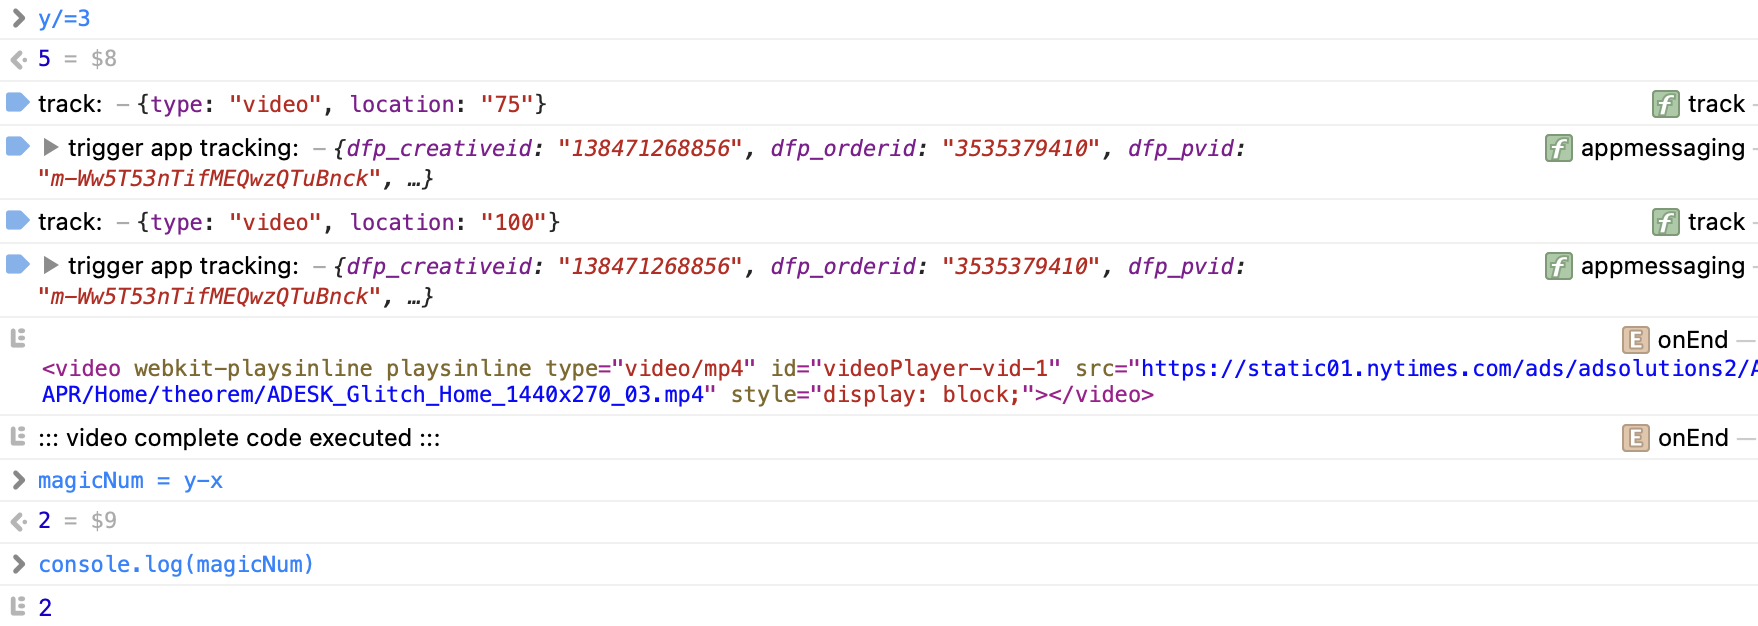 y/=3
5 = $8
track: – {type: "video", location: "75"} f track
trigger app tracking: – {dfp_creativeid: "138471268856", dfp_orderid: "3535379410", dfp_pvid: f appmessaging
"m-Ww5T53nTifMEQwzQTuBnck", …}
track: – {type: "video", location: "100"} f track
trigger app tracking: – {dfp_creativeid: "138471268856", dfp_orderid: "3535379410", dfp_pvid: f appmessaging
"m-Ww5T53nTifMEQwzQTuBnck", …}
E onEnd —
<video webkit-playsinline playsinline type="video/mp4" id="videoPlayer-vid-1" src="https://static01.nytimes.com/ads/adsolutions2/A
APR/Home/theorem/ADESK_Glitch_Home_1440x270_03.mp4" style="display: block;"></video>
::: video complete code executed ::: E onEnd —
magicNum = y-x
2 = $9
console.log(magicNum)
2